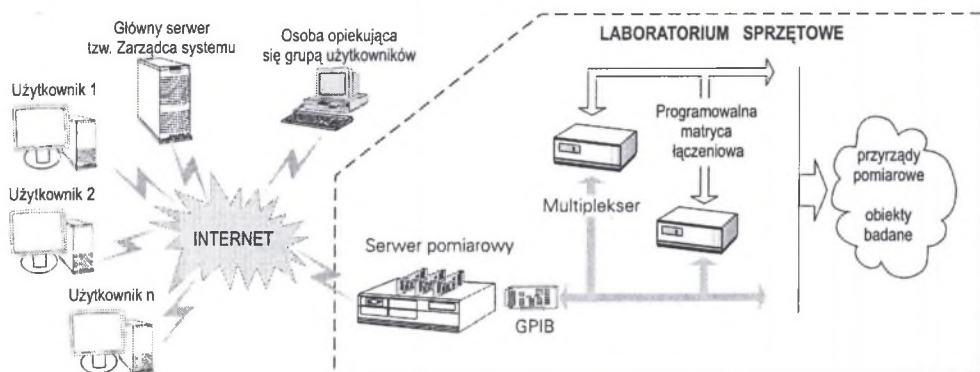 Główny serwer
tzw. Zarządca systemu
Osoba opiekująca
się grupą użytkowników
LABORATORIUM SPRZĘTOWE
Użytkownik 1
Programowalna
matryca
łączeniowa
przyrządy
pomiarowe
Użytkownik 2
Multiplekser
obiekty
badane
INTERNET
Serwer pomiarowy
Użytkownik n
GPIB